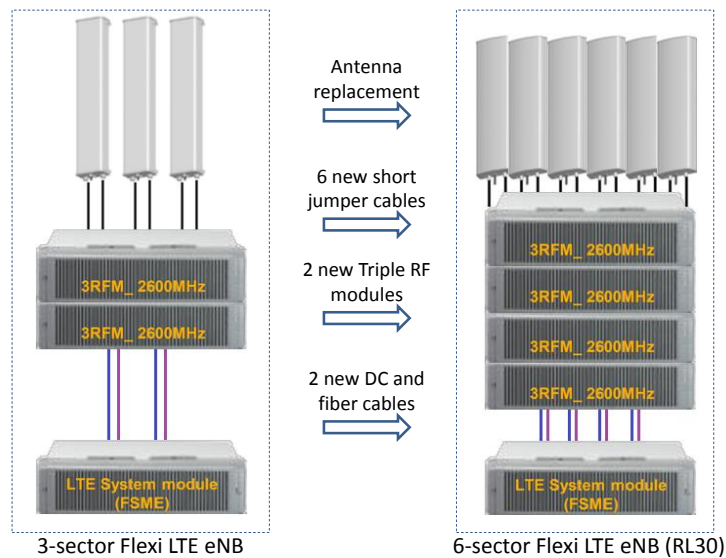 Antenna
replacement
6 new short
jumper cables
2 new Triple RF
modules
2 new DC and
fiber cables
3RFM_ 2600MHz
3RFM_ 2600MHz
LTE System module
(FSME)
3-sector Flexi LTE eNB
3RFM_ 2600MHz
3RFM_ 2600MHz
3RFM_ 2600MHz
3RFM_ 2600MHz
LTE System module
(FSME)
6-sector Flexi LTE eNB (RL30)